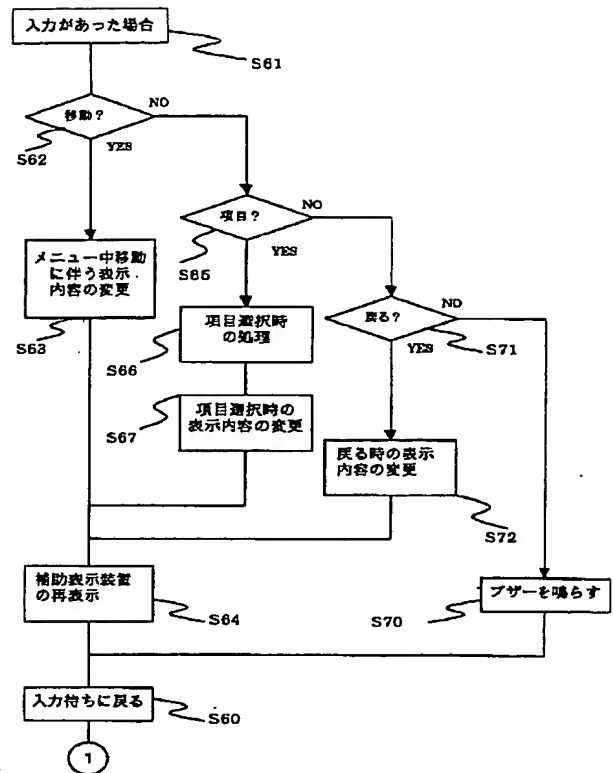 入力があった場合
S61
移動?
NO
S62
YES
項目?
NO
メニュー中移動
に伴う表示
内容の変更
S65
YES
S63
項目選択時
の処理
戻る?
NO
S66
YES
S71
S67
項目選択時の
表示内容の変更
戻る時の表示
内容の変更
S72
補助表示装置
の再表示
S64
S70
ブザーを鳴らす
入力待ちに戻る
S60
1